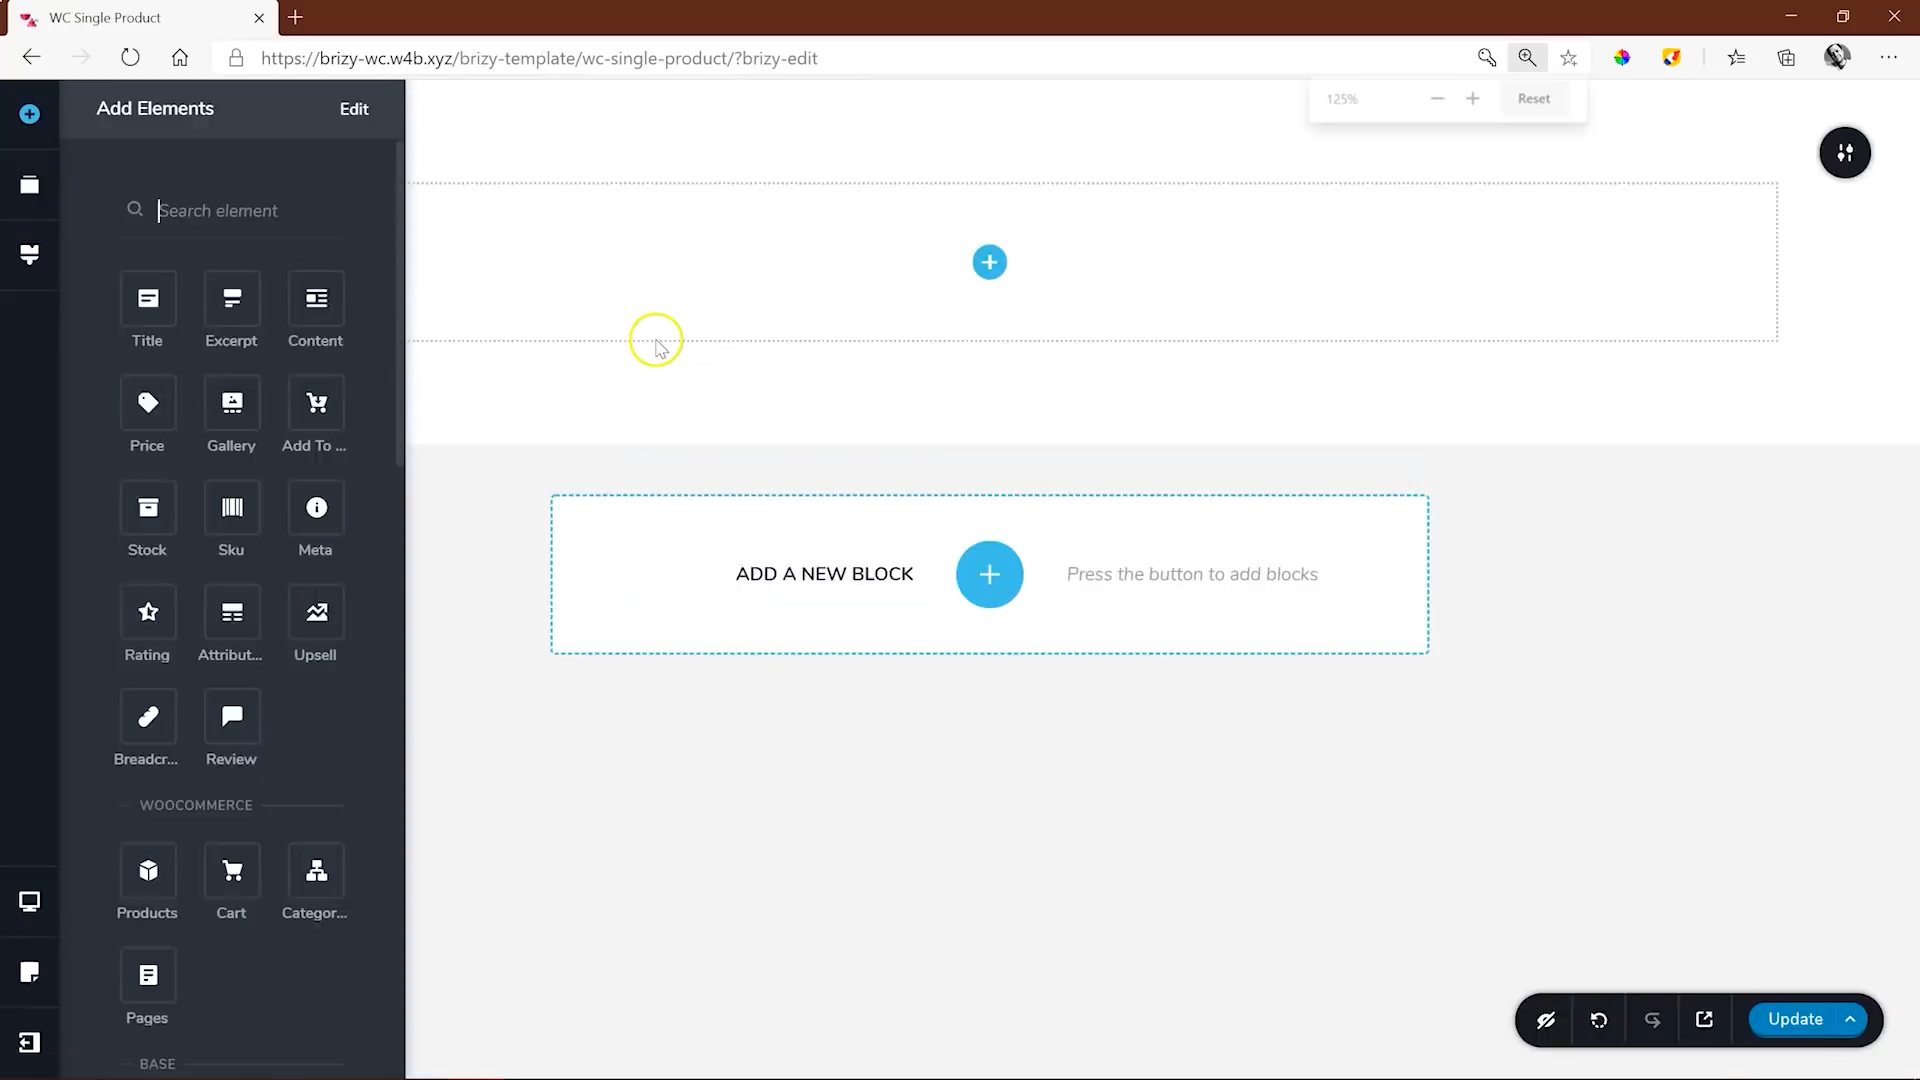 WC Single Product
https://brizy-wc.w4b.xyz/brizy-template/wc-single-product/?brizy-edit
125%
Reset
Add Elements
Edit
Search element
Title
Excerpt
Content
Price
Gallery
Add To ...
Stock
Sku
Meta
Rating
Attribut...
Upsell
Breadcr...
Review
WOOCOMMERCE
Products
Cart
Categor...
Pages
BASE
ADD A NEW BLOCK
Press the button to add blocks
Update